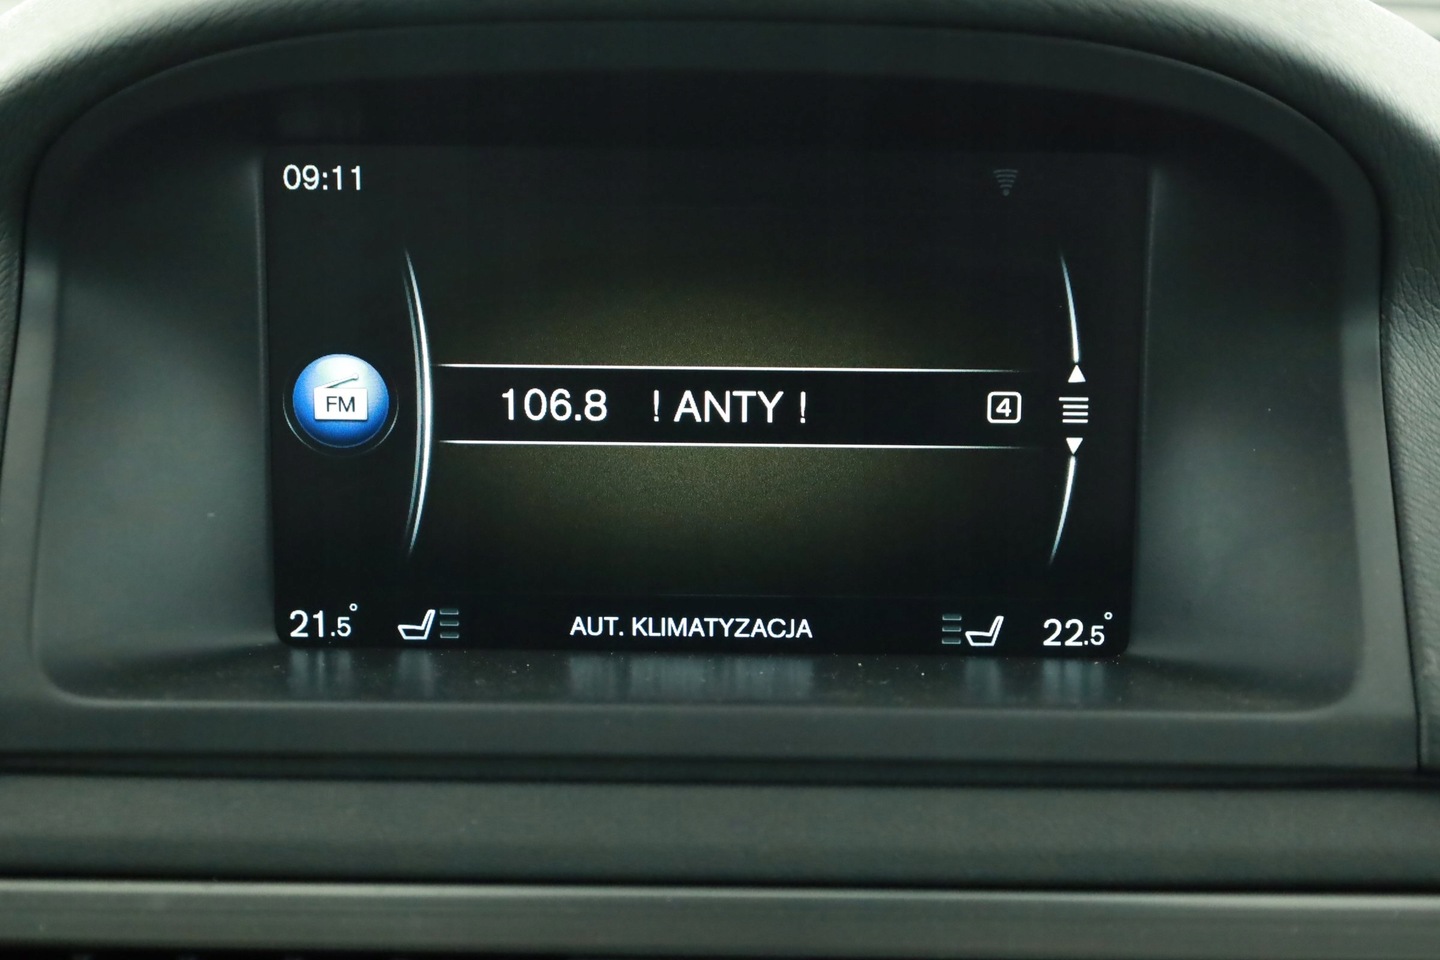 09:11
FM
106.8 ! ANTY ! 4
21.5° AUT. KLIMATYZACJA 22.5°